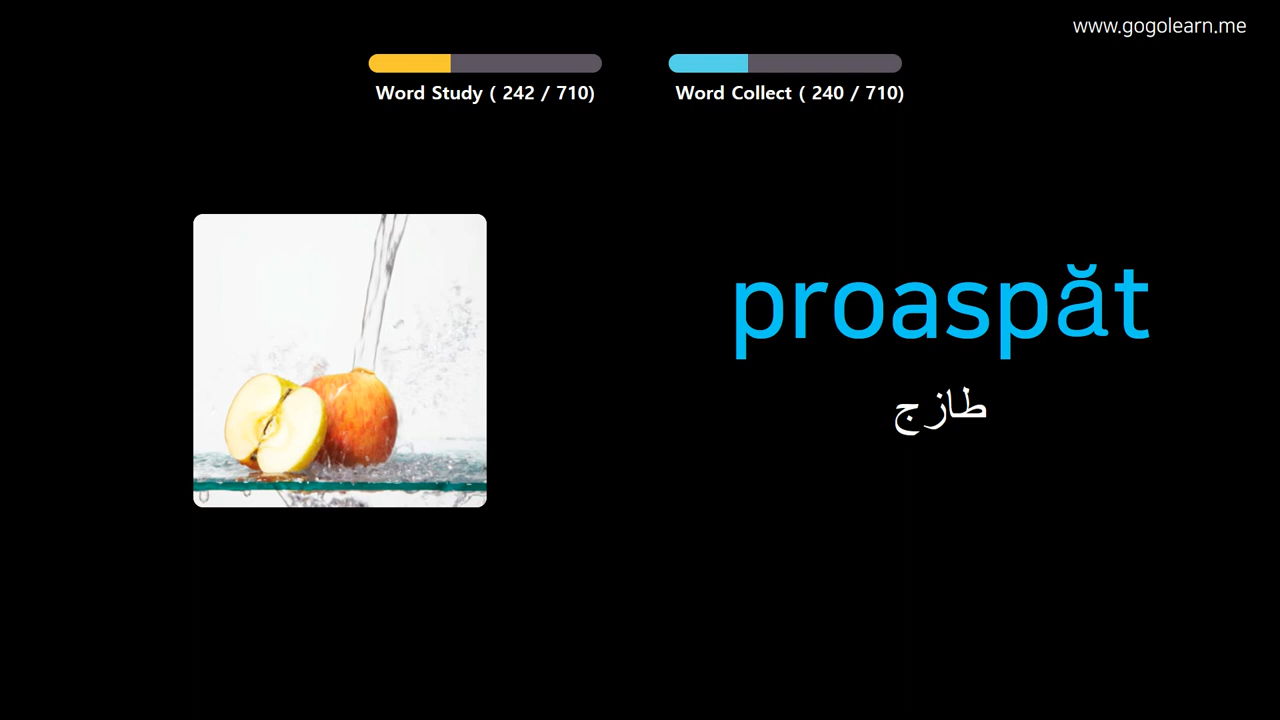 www.gogolearn.me
Word Study ( 242 / 710)
Word Collect ( 240 / 710)
proaspăt
طازج